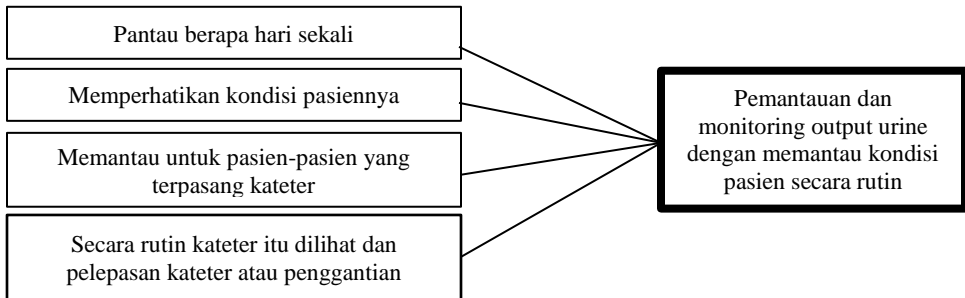 Pantau berapa hari sekali
Memperhatikan kondisi pasiennya
Memantau untuk pasien-pasien yang
terpasang kateter
Secara rutin kateter itu dilihat dan
pelepasan kateter atau penggantian
Pemantauan dan
monitoring output urine
dengan memantau kondisi
pasien secara rutin